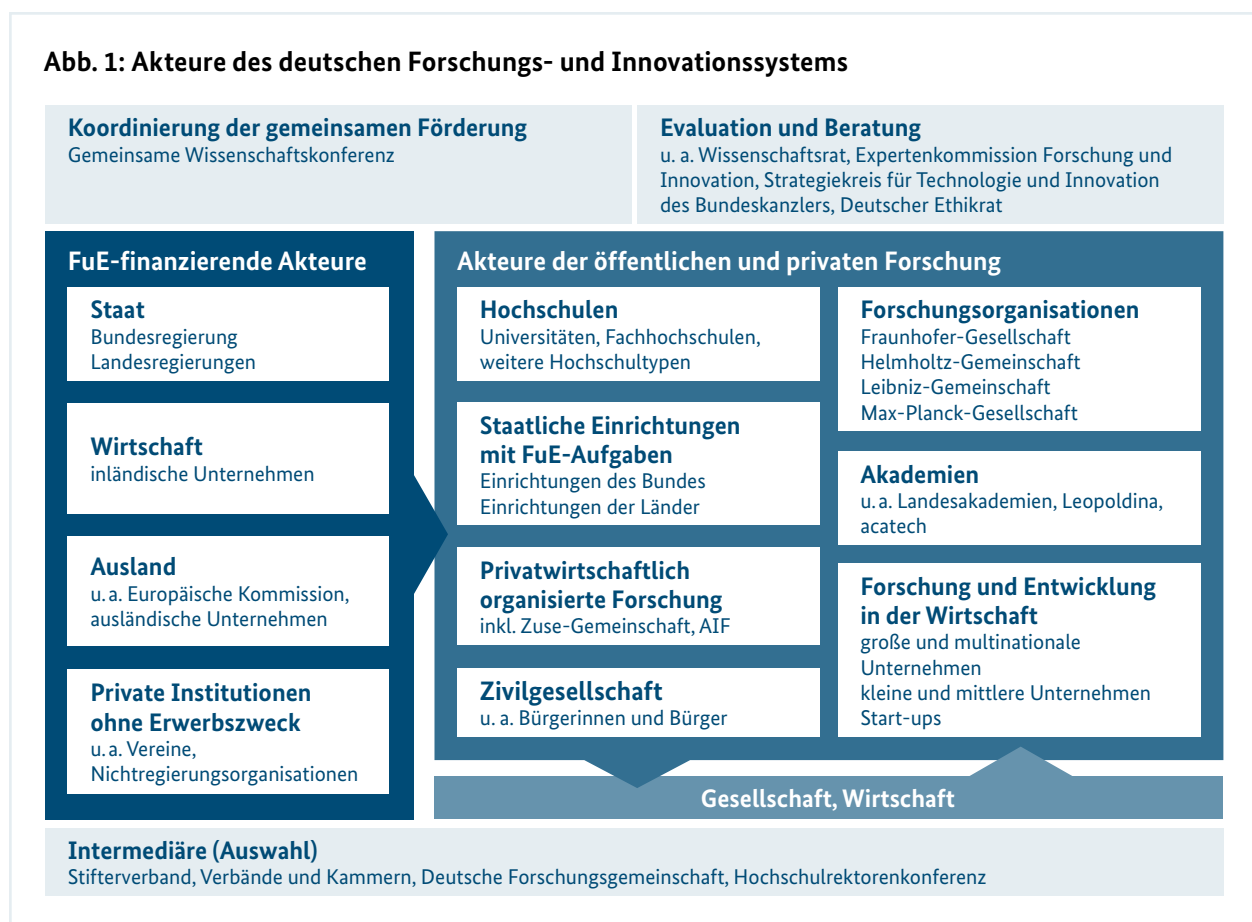 Abb. 1: Akteure des deutschen Forschungs- und Innovationssystems
Koordinierung der gemeinsamen Förderung
Gemeinsame Wissenschaftskonferenz
Evaluation und Beratung
u. a. Wissenschaftsrat, Expertenkommission Forschung und
Innovation, Strategiekreis für Technologie und Innovation
des Bundeskanzlers, Deutscher Ethikrat
FuE-finanzierende Akteure
Staat
Bundesregierung
Landesregierungen
Wirtschaft
inländische Unternehmen
Ausland
u. a. Europäische Kommission,
ausländische Unternehmen
Private Institutionen
ohne Erwerbszweck
u. a. Vereine,
Nichtregierungsorganisationen
Akteure der öffentlichen und privaten Forschung
Hochschulen
Universitäten, Fachhochschulen,
weitere Hochschultypen
Staatliche Einrichtungen
mit FuE-Aufgaben
Einrichtungen des Bundes
Einrichtungen der Länder
Privatwirtschaftlich
organisierte Forschung
inkl. Zuse-Gemeinschaft, AIF
Zivilgesellschaft
u. a. Bürgerinnen und Bürger
Forschungsorganisationen
Fraunhofer-Gesellschaft
Helmholtz-Gemeinschaft
Leibniz-Gemeinschaft
Max-Planck-Gesellschaft
Akademien
u. a. Landesakademien, Leopoldina,
acatech
Forschung und Entwicklung
in der Wirtschaft
große und multinationale
Unternehmen
kleine und mittlere Unternehmen
Start-ups
Gesellschaft, Wirtschaft
Intermediäre (Auswahl)
Stifterverband, Verbände und Kammern, Deutsche Forschungsgemeinschaft, Hochschulrektorenkonferenz